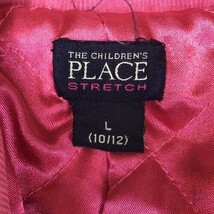 THE CHILDREN'S
PLACE
STRETCH
L
(10/12)